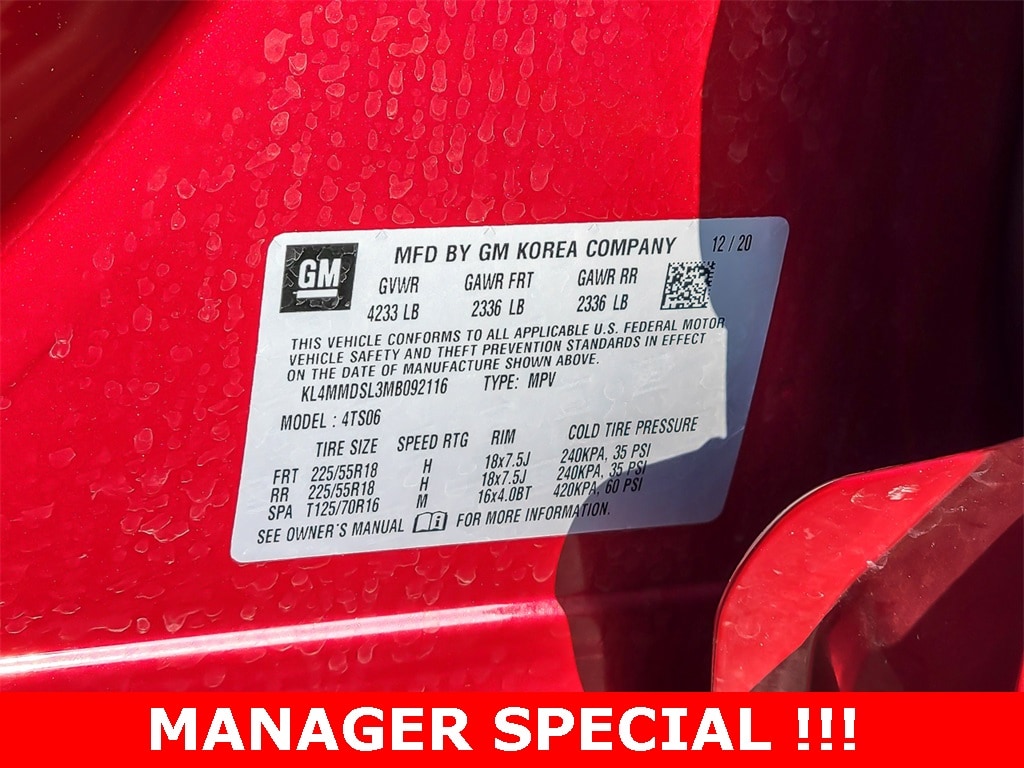 GM
MFD BY GM KOREA COMPANY 12/20
GVWR GAWR FRT GAWR RR
4233 LB 2336 LB 2336 LB
THIS VEHICLE CONFORMS TO ALL APPLICABLE U.S. FEDERAL MOTOR
VEHICLE SAFETY AND THEFT PREVENTION STANDARDS IN EFFECT
ON THE DATE OF MANUFACTURE SHOWN ABOVE.
KL4MMDSL3MB092116 TYPE: MPV
MODEL : 4TS06
TIRE SIZE SPEED RTG RIM COLD TIRE PRESSURE
FRT 225/55R18 H 18x7.5J 240KPA, 35 PSI
RR 225/55R18 H 18x7.5J 240KPA, 35 PSI
SPA T125/70R16 M 16x4.0BT 420KPA, 60 PSI
SEE OWNER'S MANUAL FOR MORE INFORMATION.
MANAGER SPECIAL !!!